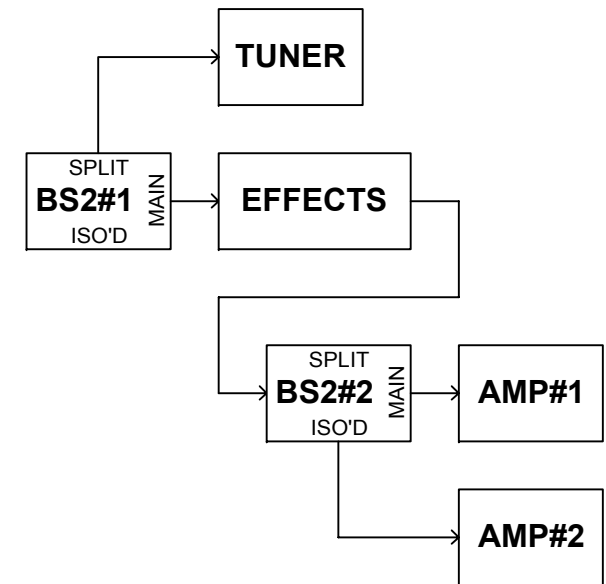 TUNER
SPLIT
BS2#1
MAIN
ISO'D
EFFECTS
SPLIT
BS2#2
MAIN
ISO'D
AMP#1
AMP#2